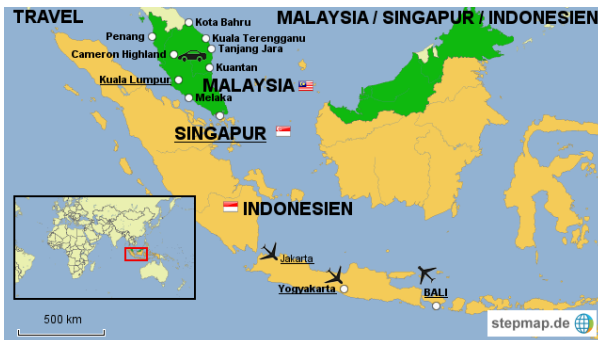 TRAVEL
MALAYSIA / SINGAPUR / INDONESIEN
Kota Bahru
Penang
Kuala Terengganu
Tanjang Jara
Cameron Highland
Kuantan
Kuala Lumpur
MALAYSIA
Melaka
SINGAPUR
INDONESIEN
Jakarta
Yogyakarta
BALI
500 km
stepmap.de